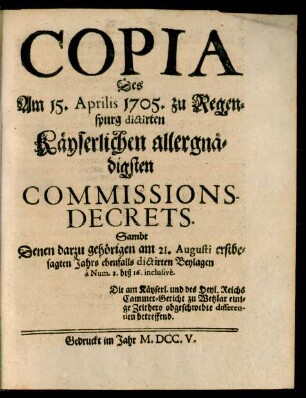 COPIA
Des
Am 15. Aprilis 1705. zu Regen-
spurg dictirten
Käyserlichen allergnä-
digsten
COMMISSIONS-
DECRETS.
Sambt
Denen darzu gehörigen am 21. Augusti erstbe-
sagten Jahrs ebenfalls dictirten Beylagen
à Num. 1. biß 16. inclusivè.
Die am Käyserl. und des Heyl. Reichs
Cammer-Gericht zu Wetzlar eini-
ge Zeithero obgeschwebte differen-
tien betreffend.
Gedruckt im Jahr M. DCC. V.